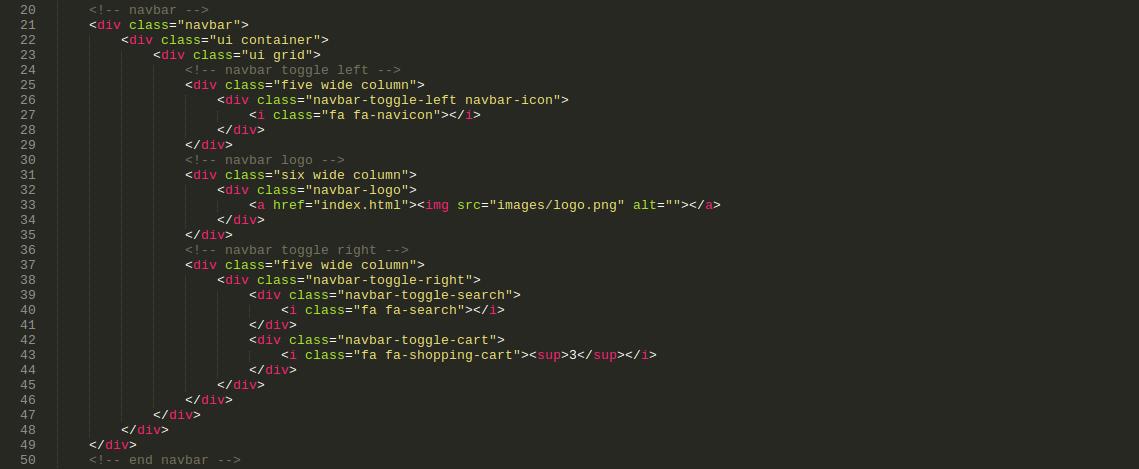 20 <!-- navbar -->
21 <div class="navbar">
22 <div class="ui container">
23 <div class="ui grid">
24 <!-- navbar toggle left -->
25 <div class="five wide column">
26 <div class="navbar-toggle-left navbar-icon">
27 <i class="fa fa-navicon"></i>
28 </div>
29 </div>
30 <!-- navbar logo -->
31 <div class="six wide column">
32 <div class="navbar-logo">
33 <a href="index.html"><img src="images/logo.png" alt=""></a>
34 </div>
35 </div>
36 <!-- navbar toggle right -->
37 <div class="five wide column">
38 <div class="navbar-toggle-right">
39 <div class="navbar-toggle-search">
40 <i class="fa fa-search"></i>
41 </div>
42 <div class="navbar-toggle-cart">
43 <i class="fa fa-shopping-cart"><sup>3</sup></i>
44 </div>
45 </div>
46 </div>
47 </div>
48 </div>
49 </div>
50 <!-- end navbar -->